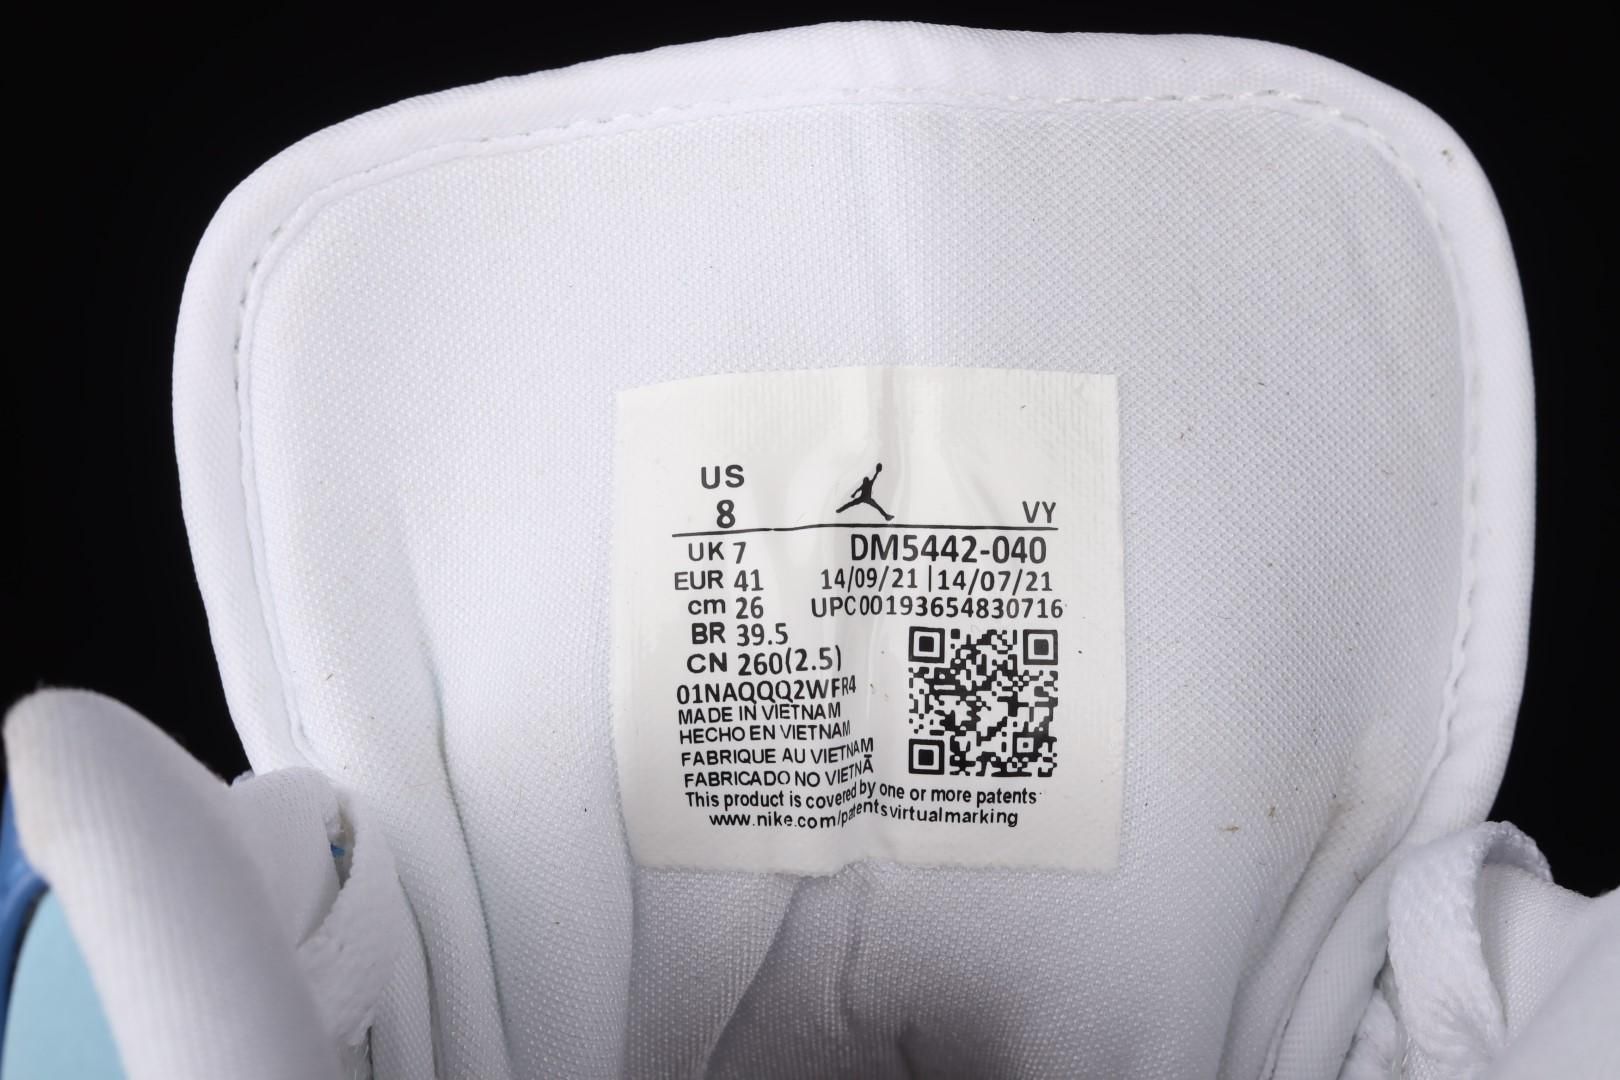 US
8
VY
UK 7
DM5442-040
EUR 41
14/09/21 | 14/07/21
cm 26
UPC00193654830716
BR 39.5
CN 260(2.5)
01NAQQQ2WFR4
MADE IN VIETNAM
HECHO EN VIETNAM
FABRIQUE AU VIETNAM
FABRICADO NO VIETNÃ
This product is covered by one or more patents
www.nike.com/patentsvirtualmarking